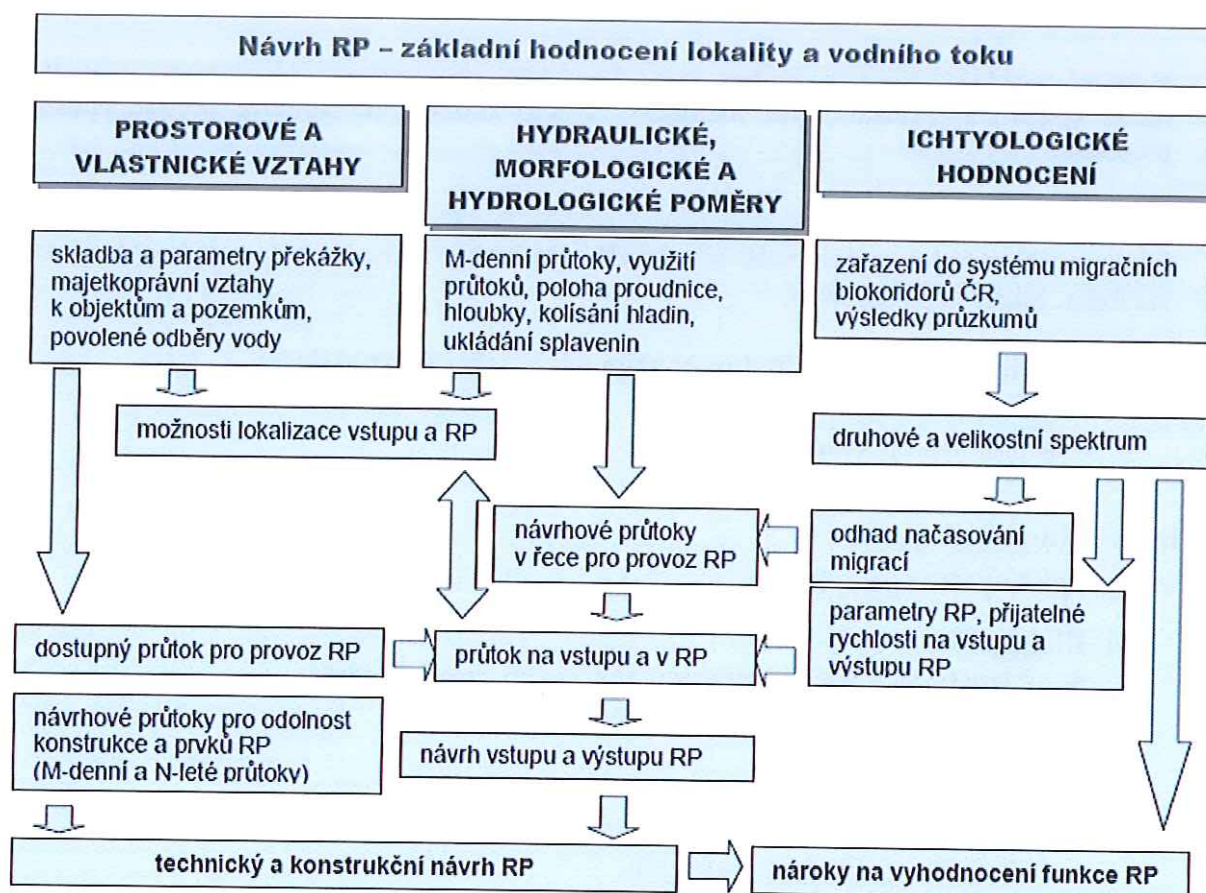 Návrh RP – základní hodnocení lokality a vodního toku
PROSTOROVÉ A
VLASTNICKÉ VZTAHY
HYDRAULICKÉ,
MORFOLOGICKÉ A
HYDROLOGICKÉ POMĚRY
ICHTYOLOGICKÉ
HODNOCENÍ
skladba a parametry překážky,
majetkoprávní vztahy
k objektům a pozemkům,
povolené odběry vody
M-denní průtoky, využití
průtoků, poloha proudnice,
hloubky, kolísání hladin,
ukládání splavenin
zařazení do systému migračních
biokoridorů ČR,
výsledky průzkumů
možnosti lokalizace vstupu a RP
druhové a velikostní spektrum
návrhové průtoky
v řece pro provoz RP
odhad načasování
migrací
dostupný průtok pro provoz RP
průtok na vstupu a v RP
parametry RP, přijatelné
rychlosti na vstupu a
výstupu RP
návrhové průtoky pro odolnost
konstrukce a prvků RP
(M-denní a N-leté průtoky)
návrh vstupu a výstupu RP
technický a konstrukční návrh RP
nároky na vyhodnocení funkce RP